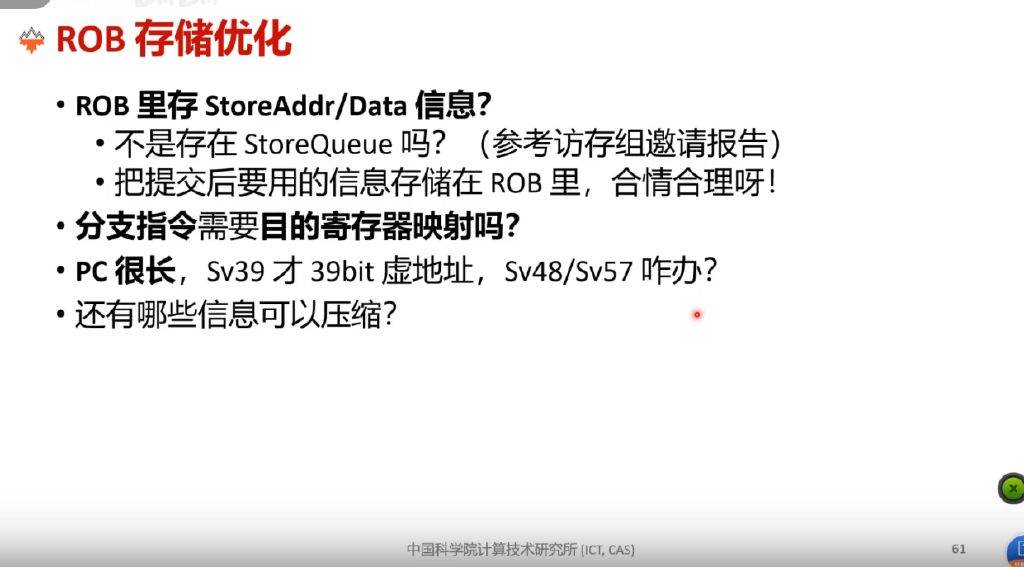 ROB 存储优化
• ROB 里存 StoreAddr/Data 信息？
• 不是存在 StoreQueue 吗？（参考访存组邀请报告）
• 把提交后要用的信息存储在 ROB 里，合情合理呀！
• 分支指令需要目的寄存器映射吗？
• PC 很长，Sv39 才 39bit 虚地址，Sv48/Sv57 咋办？
• 还有哪些信息可以压缩？
中国科学院计算技术研究所 (ICT, CAS)
61